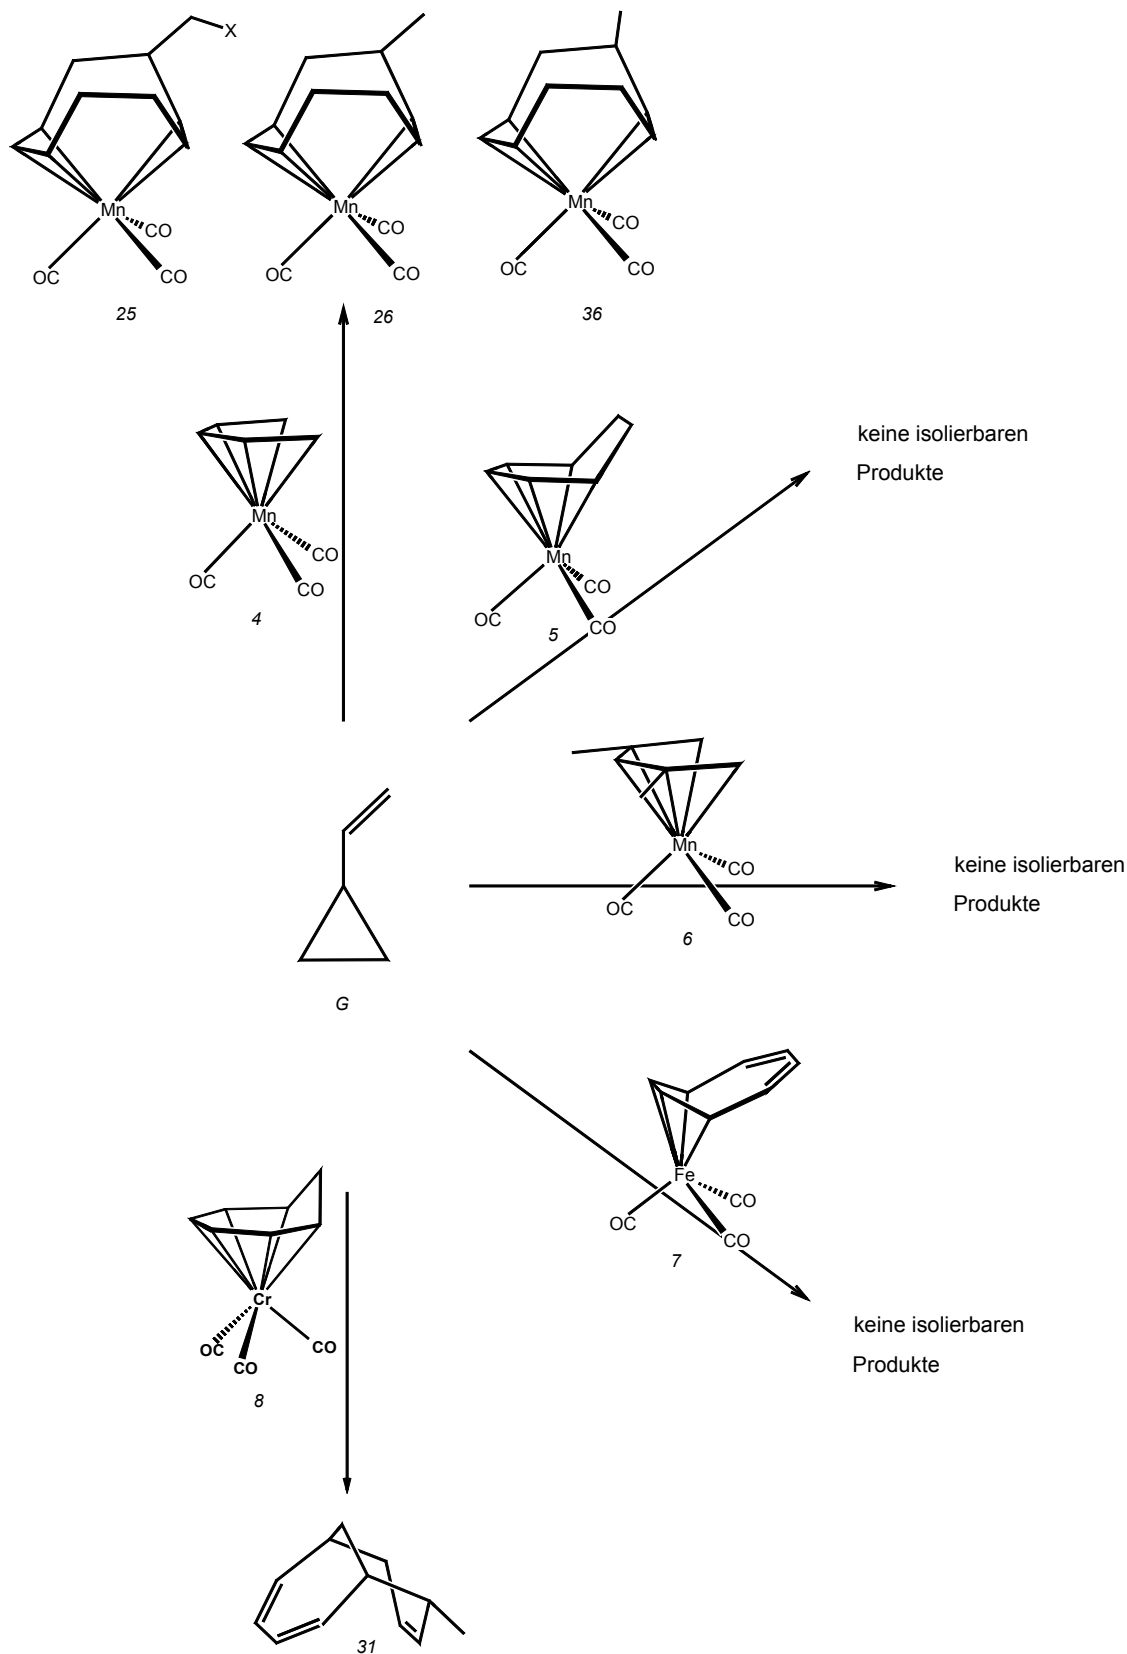 X
Mn
CO
OC
CO
25
Mn
CO
OC
CO
26
Mn
CO
OC
CO
36
Mn
CO
OC
CO
4
Mn
CO
OC
CO
5
keine isolierbaren
Produkte
Mn
CO
OC
CO
6
keine isolierbaren
Produkte
G
Fe
CO
OC
CO
7
keine isolierbaren
Produkte
Cr
OC
CO
CO
8
31